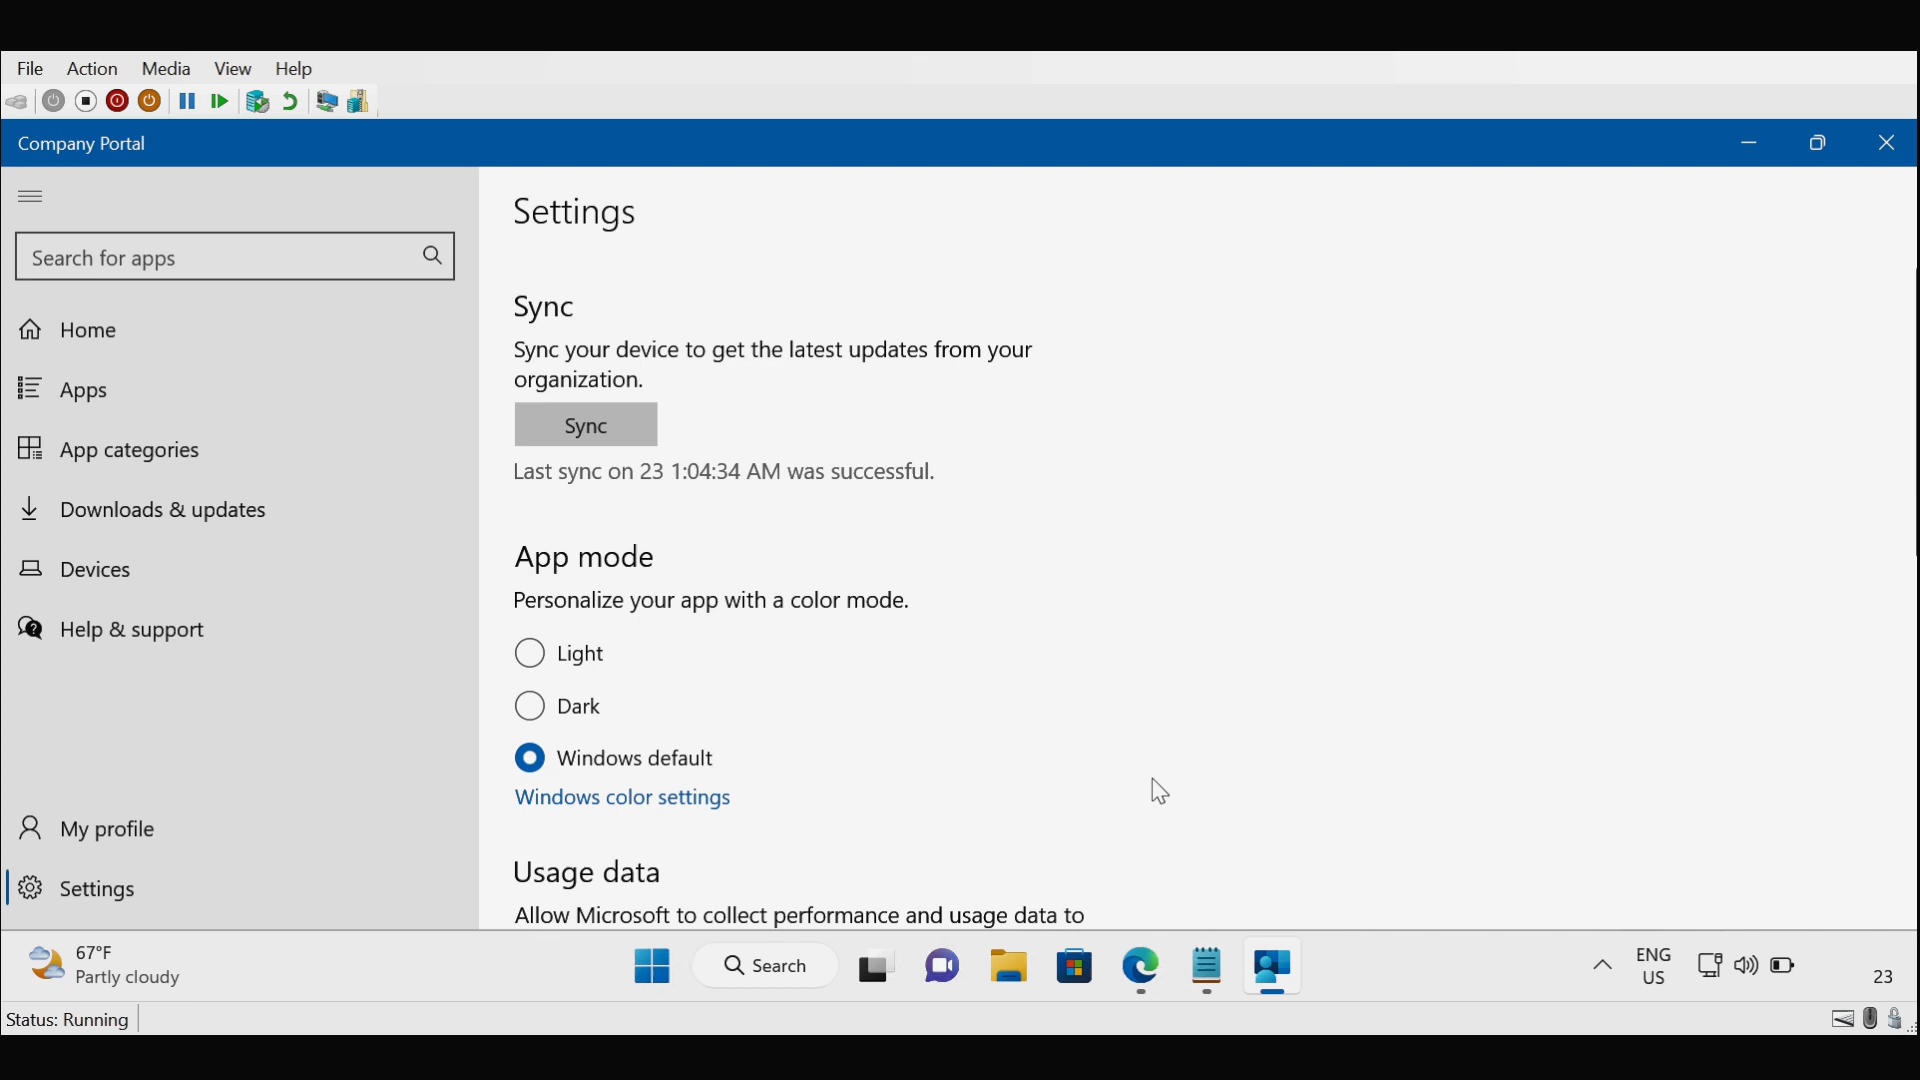 File Action Media View Help
Company Portal
Search for apps
Home
Apps
App categories
Downloads & updates
Devices
Help & support
My profile
Settings
Settings
Sync
Sync your device to get the latest updates from your
organization.
Sync
Last sync on 23 1:04:34 AM was successful.
App mode
Personalize your app with a color mode.
Light
Dark
Windows default
Windows color settings
Usage data
Allow Microsoft to collect performance and usage data to
67°F
Partly cloudy
Search
ENG
US
23
Status: Running